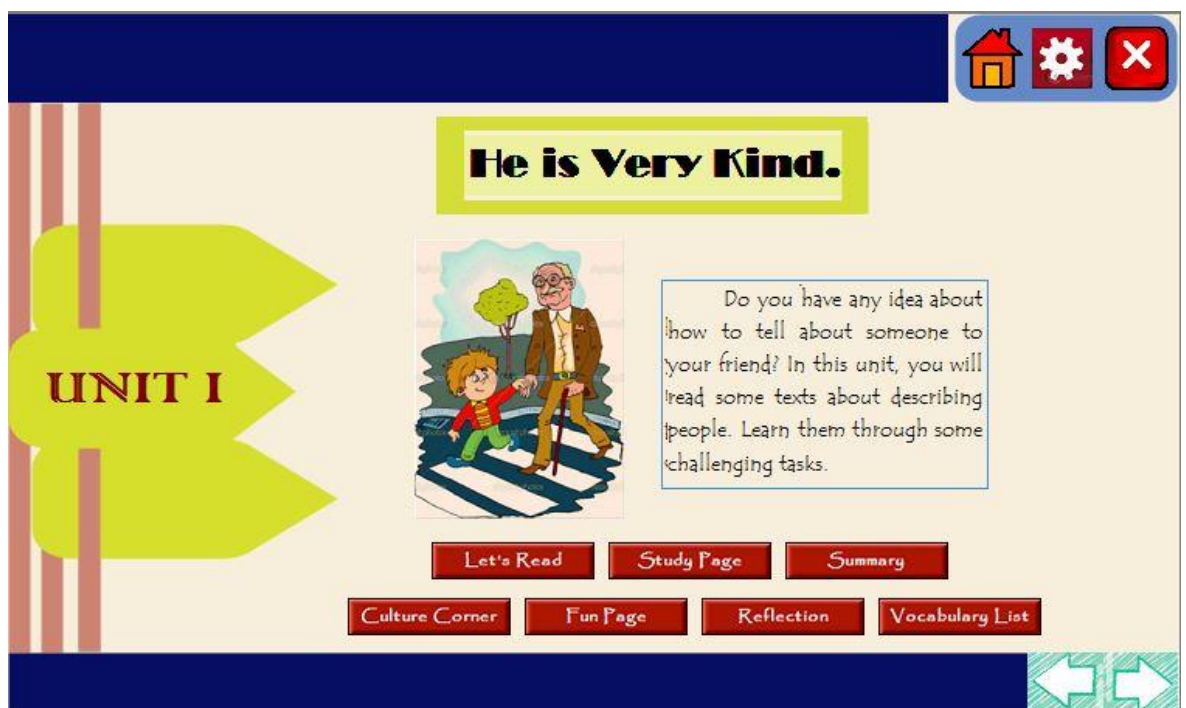 He is Very Kind.
UNIT I
Do you have any idea about
how to tell about someone to
your friend? In this unit, you will
read some texts about describing
people. Learn them through some
challenging tasks.
Let's Read
Study Page
Summary
Culture Corner
Fun Page
Reflection
Vocabulary List